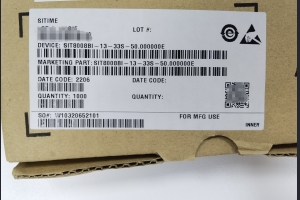 SITIME
LOT #:
DEVICE: SIT8008BI-13-33S-50.000000E
MARKETING PART: SIT8008BI-13-33S-50.000000E
DATE CODE: 2206 DATE CODE:
QUANTITY: 1000 QUANTITY:
SO#: 1U10320652101 FOR MFG USE
INNER